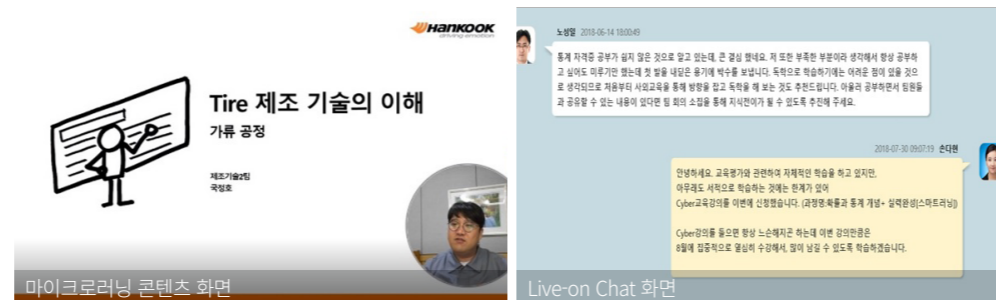 HANKOOK
driving emotion
Tire 제조 기술의 이해
가류 공정
제조기술2팀
국정호
마이크로러닝 콘텐츠 화면
노성열 2018-06-14 18:00:49
통계 자격증 공부가 쉽지 않은 것으로 알고 있는데, 큰 결심 했네요. 저 또한 부족한 부분이라 생각해서 항상 공부하
고 싶어도 미루기만 했는데 첫 발을 내딛은 용기에 박수를 보냅니다. 독학으로 학습하기에는 어려운 점이 있을 것으
로 생각되므로 처음부터 사외교육을 통해 방향을 잡고 독학을 해 보는 것도 추천드립니다. 아울러 공부하면서 팀원들
과 공유할 수 있는 내용이 있다면 팀 회의 소집을 통해 지식전이가 될 수 있도록 추진해 주세요.
2018-07-30 09:07:19 손다현
안녕하세요. 교육평가와 관련하여 자체적인 학습을 하고 있지만,
아무래도 서적으로 학습하는 것에는 한계가 있어
Cyber교육강의를 이번에 신청했습니다. (과정명:확률과 통계 개념+ 실력완성[스마트러닝])
Cyber강의를 들으면 항상 느슨해지곤 하는데 이번 강의만큼은
8월에 집중적으로 열심히 수강해서, 많이 남길 수 있도록 학습하겠습니다.
Live-on Chat 화면